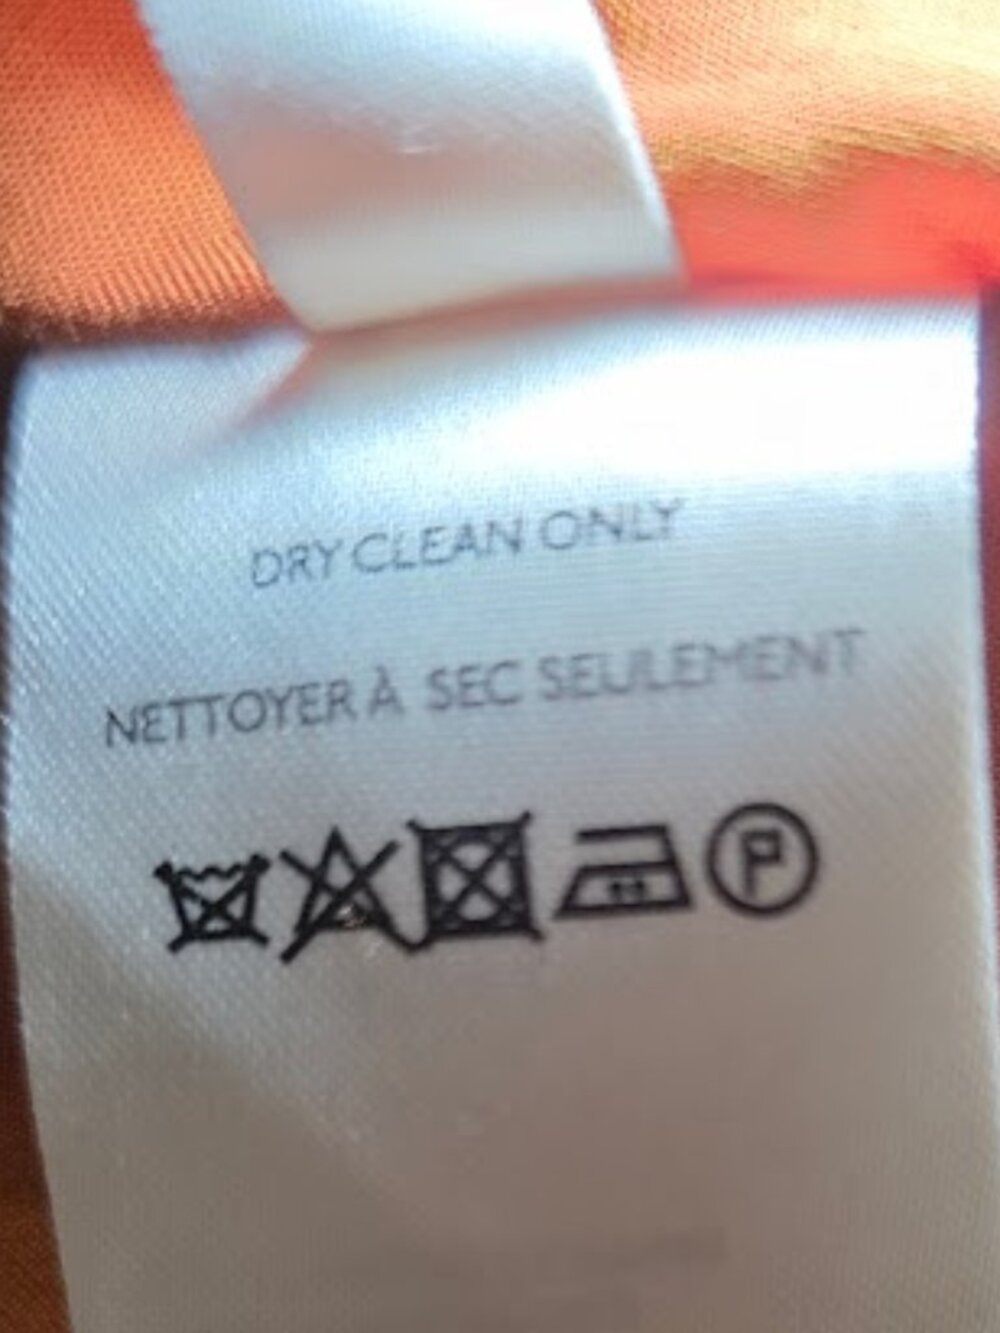 DRY CLEAN ONLY
NETTOYER À SEC SEULEMENT
P